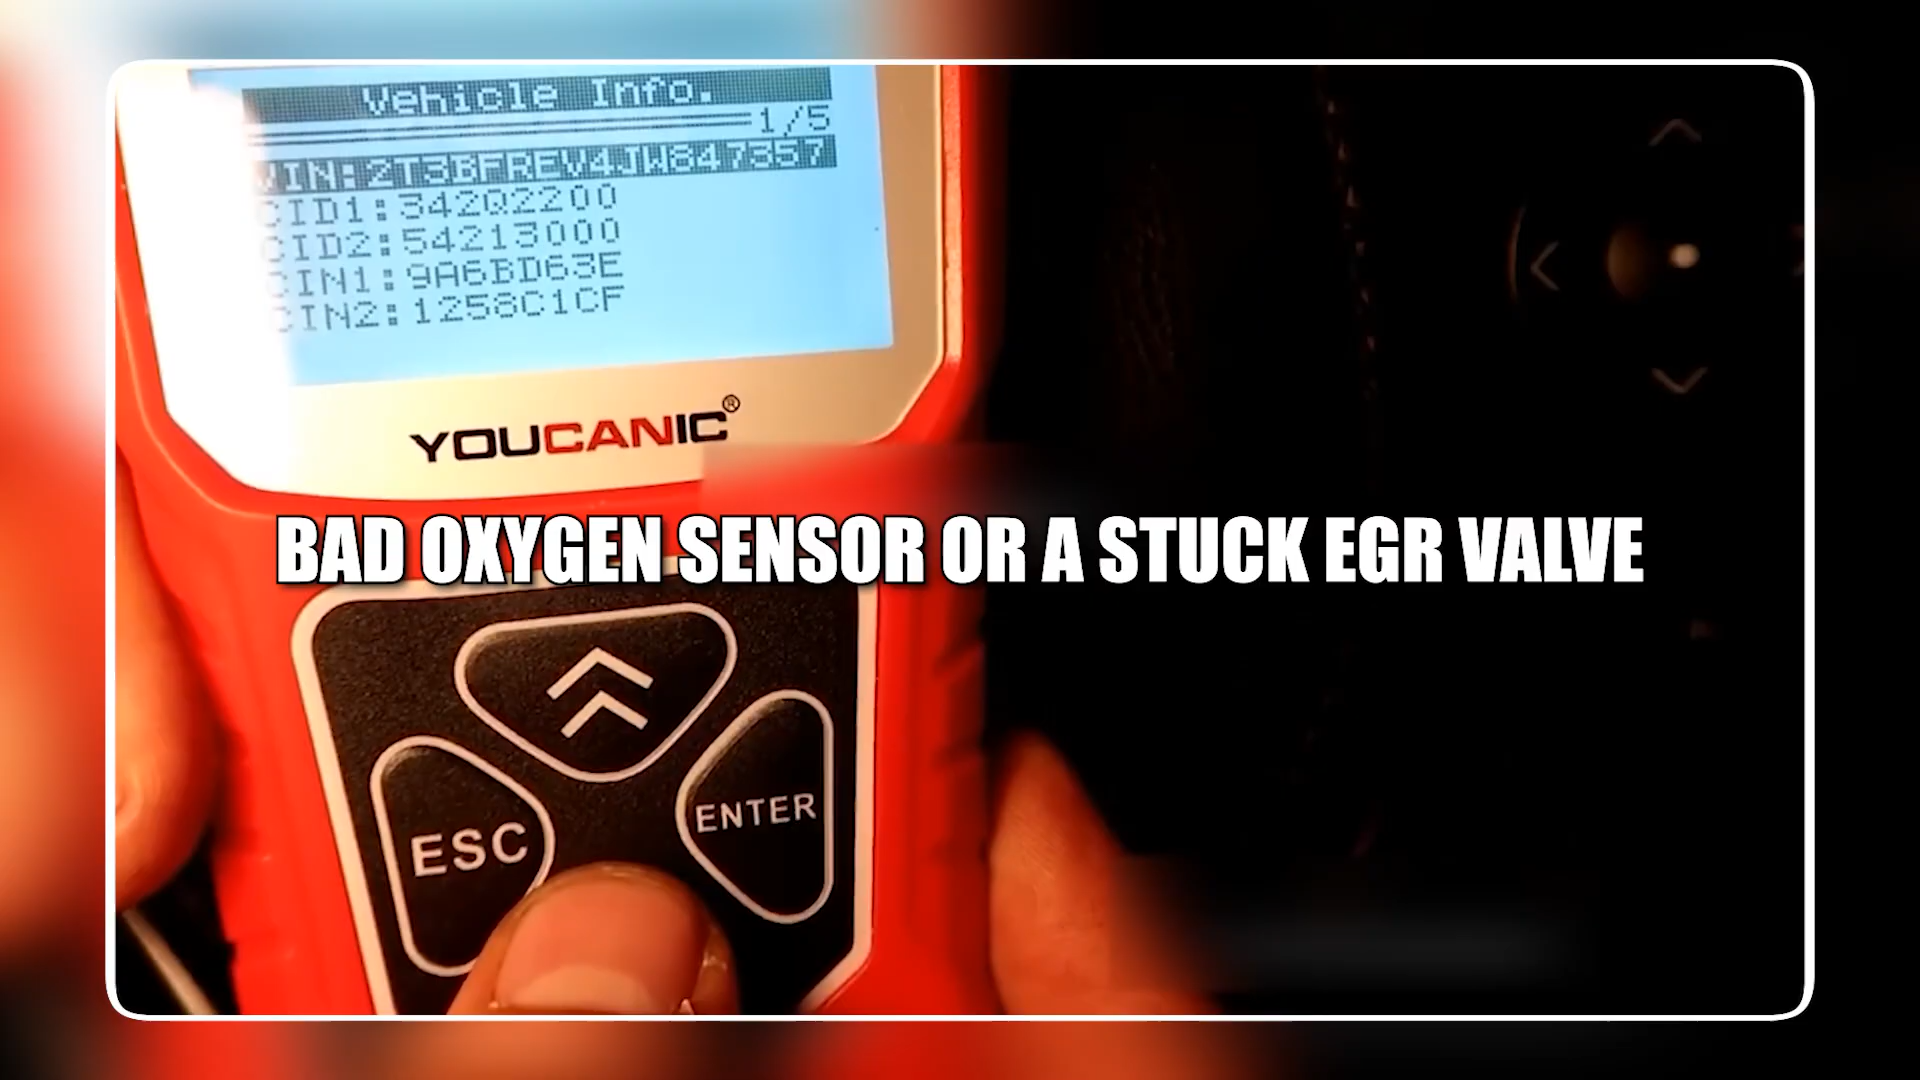 Vehicle Info.
1/5
VIN:2T3BFREV4JW847357
CID1:342Q2200
CID2:54213000
CIN1:9A6BD63E
CIN2:1258C1CF
YOUCANIC®
BAD OXYGEN SENSOR OR A STUCK EGR VALVE
ESC
ENTER